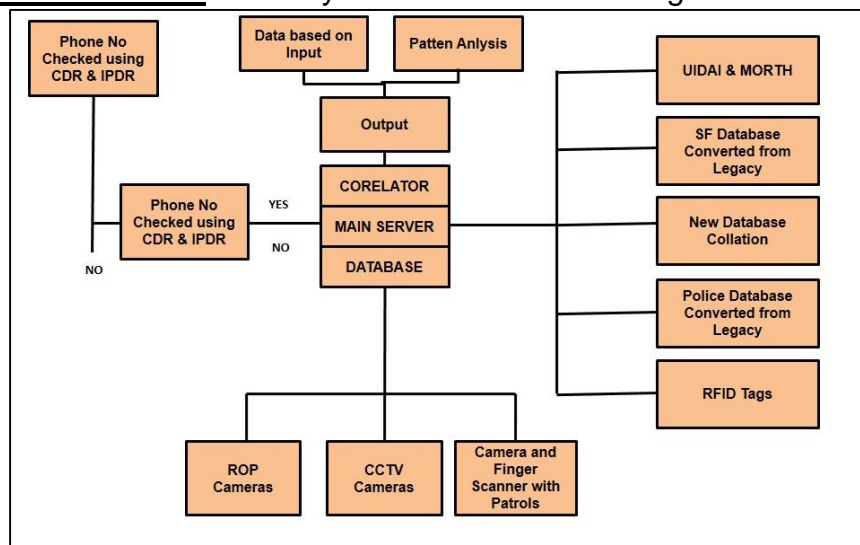 Phone No
Checked using
CDR & IPDR
Data based on
Input
Patten Anlysis
Output
CORELATOR
MAIN SERVER
DATABASE
Phone No
Checked using
CDR & IPDR
YES
NO
NO
UIDAI & MORTH
SF Database
Converted from
Legacy
New Database
Collation
Police Database
Converted from
Legacy
RFID Tags
ROP
Cameras
CCTV
Cameras
Camera and
Finger
Scanner with
Patrols